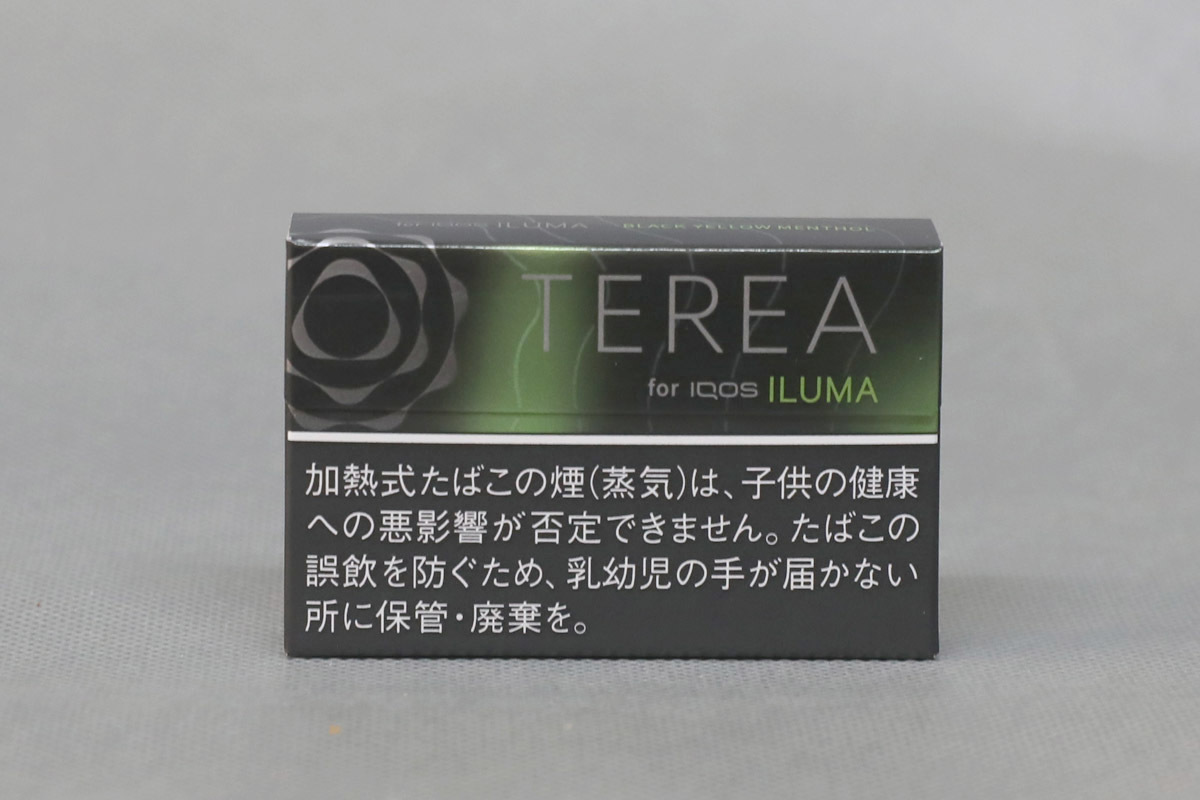 for IQOS ILUMA BLACK YELLOW MENTHOL
TEREA
for IQOS ILUMA
加熱式たばこの煙(蒸気)は、子供の健康
への悪影響が否定できません。たばこの
誤飲を防ぐため、乳幼児の手が届かない
所に保管・廃棄を。